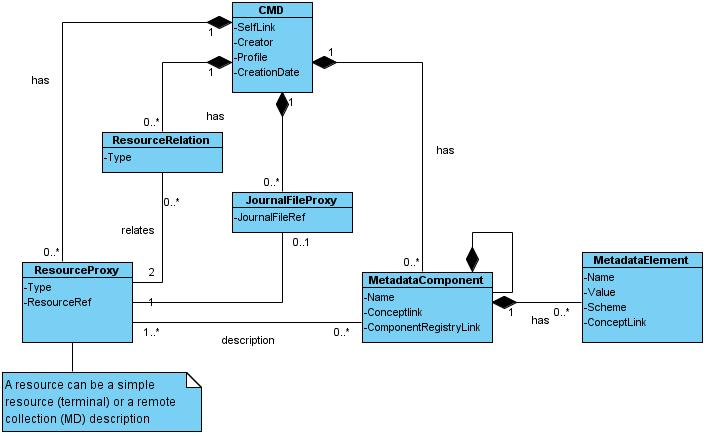 CMD
-SelfLink
-Creator
-Profile
-CreationDate
1
1
1
1
has
has
has
0..*
ResourceRelation
-Type
0..*
relates
0..*
JournalFileProxy
-JournalFileRef
0..1
0..*
ResourceProxy
-Type
-ResourceRef
2
1
1..*
0..*
description
0..*
MetadataComponent
-Name
-Conceptlink
-ComponentRegistryLink
1
has
0..*
MetadataElement
-Name
-Value
-Scheme
-ConceptLink
A resource can be a simple
resource (terminal) or a remote
collection (MD) description